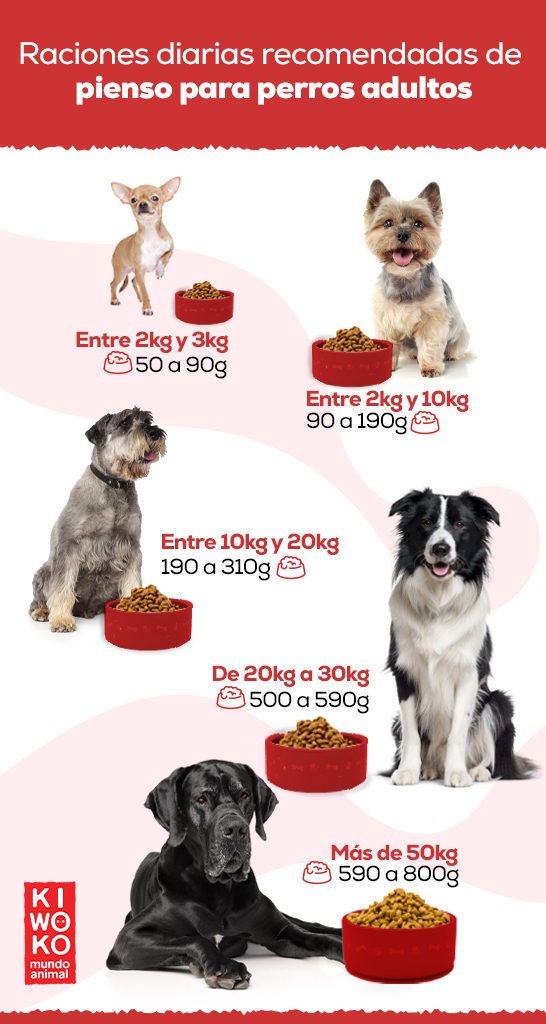 Raciones diarias recomendadas de
pienso para perros adultos
Entre 2kg y 3kg
50 a 90g
Entre 2kg y 10kg
90 a 190g
Entre 10kg y 20kg
190 a 310g
De 20kg a 30kg
500 a 590g
Más de 50kg
590 a 800g
KI
WO
KO
mundo
animal